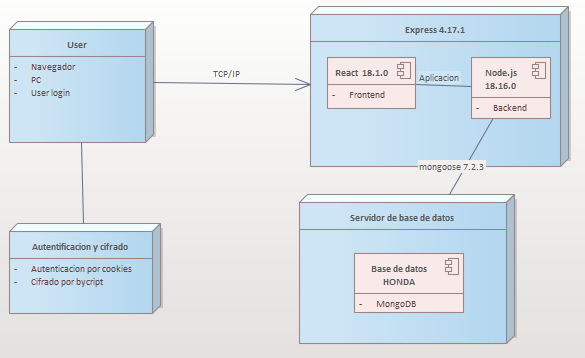 User
- Navegador
- PC
- User login
TCP/IP
Express 4.17.1
React 18.1.0
- Frontend
Aplicacion
Node.js
18.16.0
- Backend
mongoose 7.2.3
Autentificacion y cifrado
- Autenticacion por cookies
- Cifrado por bycript
Servidor de base de datos
Base de datos
HONDA
- MongoDB